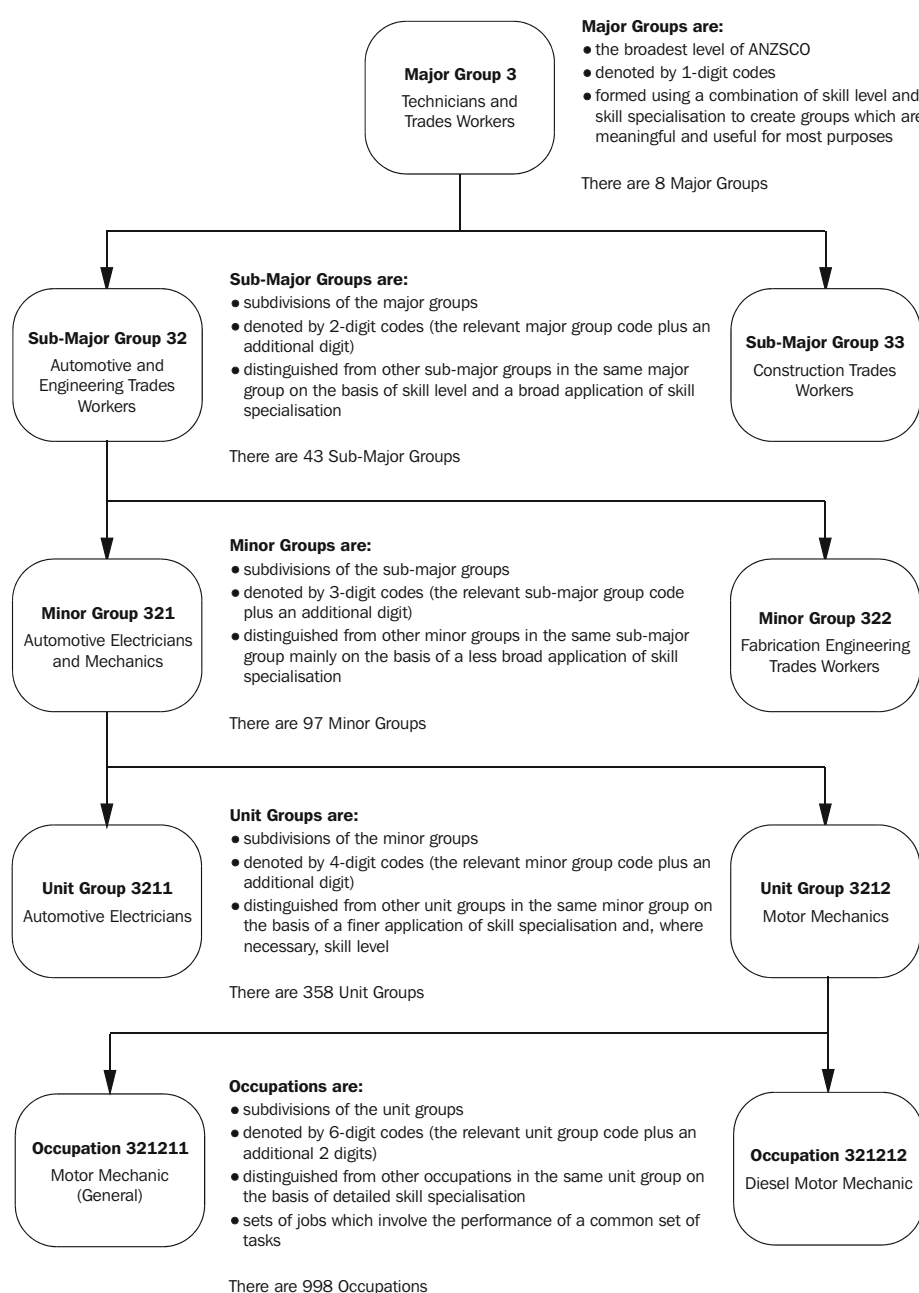 Major Group 3
Technicians and
Trades Workers
Major Groups are:
• the broadest level of ANZSCO
• denoted by 1-digit codes
• formed using a combination of skill level and
skill specialisation to create groups which are
meaningful and useful for most purposes
There are 8 Major Groups
Sub-Major Group 32
Automotive and
Engineering Trades
Workers
Sub-Major Groups are:
• subdivisions of the major groups
• denoted by 2-digit codes (the relevant major group code plus an
additional digit)
• distinguished from other sub-major groups in the same major
group on the basis of skill level and a broad application of skill
specialisation
There are 43 Sub-Major Groups
Sub-Major Group 33
Construction Trades
Workers
Minor Group 321
Automotive Electricians
and Mechanics
Minor Groups are:
• subdivisions of the sub-major groups
• denoted by 3-digit codes (the relevant sub-major group code
plus an additional digit)
• distinguished from other minor groups in the same sub-major
group mainly on the basis of a less broad application of skill
specialisation
There are 97 Minor Groups
Minor Group 322
Fabrication Engineering
Trades Workers
Unit Group 3211
Automotive Electricians
Unit Groups are:
• subdivisions of the minor groups
• denoted by 4-digit codes (the relevant minor group code plus an
additional digit)
• distinguished from other unit groups in the same minor group on
the basis of a finer application of skill specialisation and, where
necessary, skill level
There are 358 Unit Groups
Unit Group 3212
Motor Mechanics
Occupation 321211
Motor Mechanic
(General)
Occupations are:
• subdivisions of the unit groups
• denoted by 6-digit codes (the relevant unit group code plus an
additional 2 digits)
• distinguished from other occupations in the same unit group on
the basis of detailed skill specialisation
• sets of jobs which involve the performance of a common set of
tasks
There are 998 Occupations
Occupation 321212
Diesel Motor Mechanic